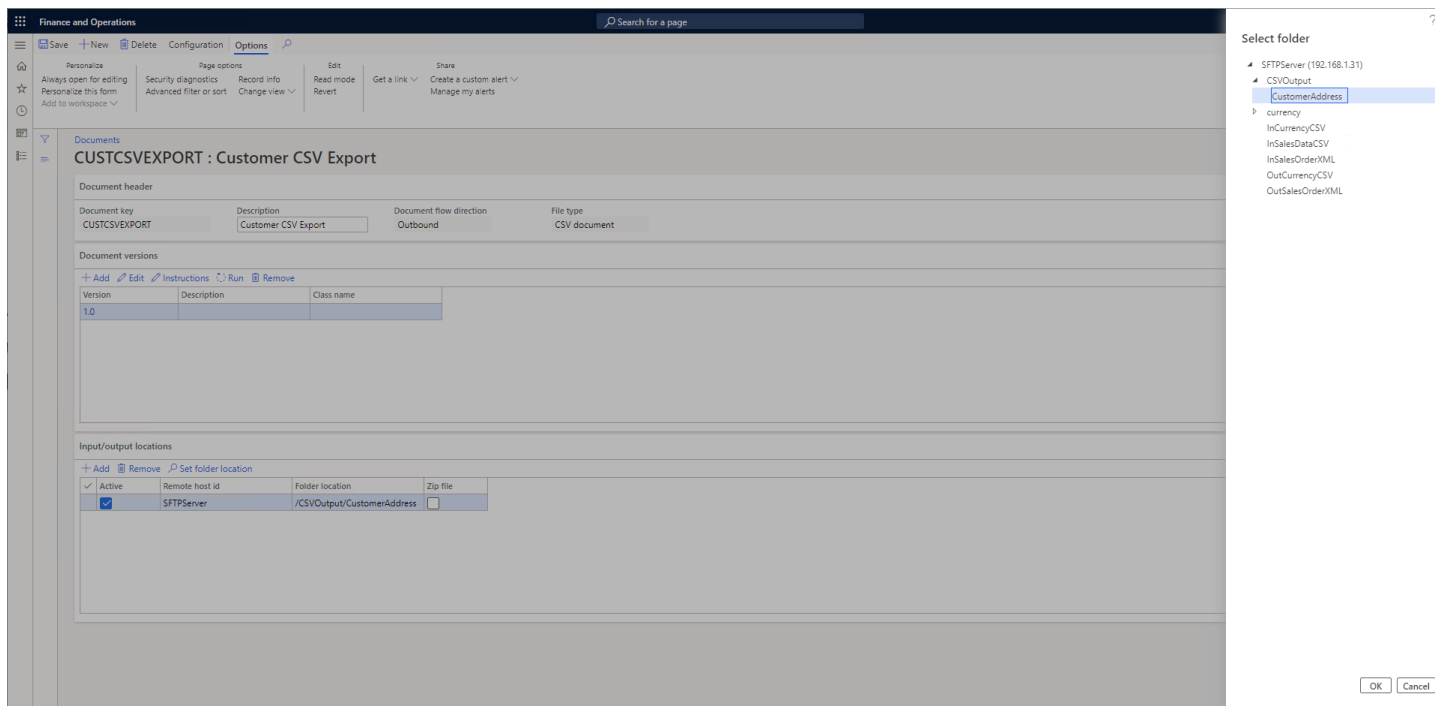 Finance and Operations
Search for a page
Save New Delete Configuration Options
Personalize Page options Edit Share
Always open for editing Security diagnostics Record info Read mode Get a link Create a custom alert
Personalize this form Advanced filter or sort Change view Revert Manage my alerts
Add to workspace
Documents
CUSTCSVEXPORT : Customer CSV Export
Document header
Document key Description Document flow direction File type
CUSTCSVEXPORT Customer CSV Export Outbound CSV document
Document versions
+ Add Edit Instructions Run Remove
Version Description Class name
1.0
Input/output locations
+ Add Remove Set folder location
Active Remote host id Folder location Zip file
SFTPServer /CSVOutput/CustomerAddress
?
Select folder
SFTPServer (192.168.1.31)
CSVOutput
CustomerAddress
currency
InCurrencyCSV
InSalesDataCSV
InSalesOrderXML
OutCurrencyCSV
OutSalesOrderXML
OK Cancel